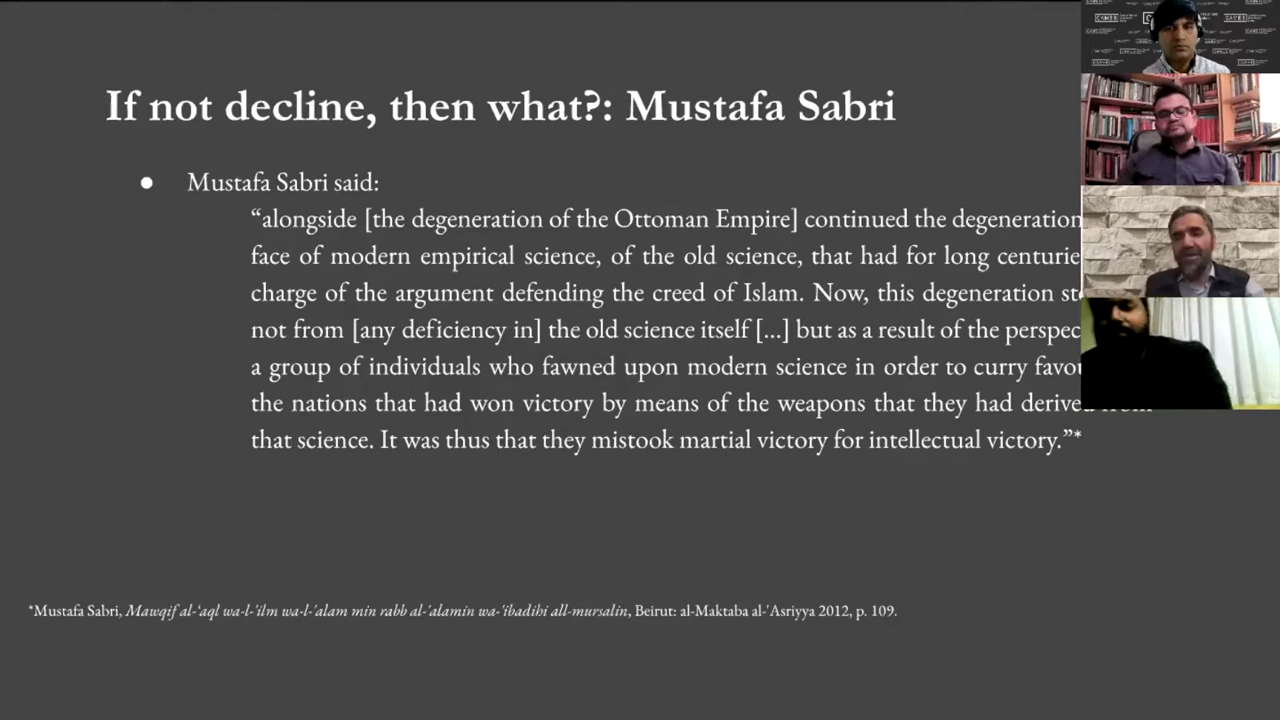 If not decline, then what?: Mustafa Sabri
● Mustafa Sabri said:
“alongside [the degeneration of the Ottoman Empire] continued the degeneration
face of modern empirical science, of the old science, that had for long
charge of the argument defending the creed of Islam. Now, this degeneration
not from [any deficiency in] the old science itself [...] but as a result of the
a group of individuals who fawned upon modern science in order to curry
the nations that had won victory by means of the weapons that they had derived from
that science. It was thus that they mistook martial victory for intellectual victory.”*
*Mustafa Sabri, Mawqif al-‘aql wa-l-‘ilm wa-l-‘alam min rabb al-‘alamin wa-‘ibadihi all-mursalin, Beirut: al-Maktaba al-'Asriyya 2012, p. 109.